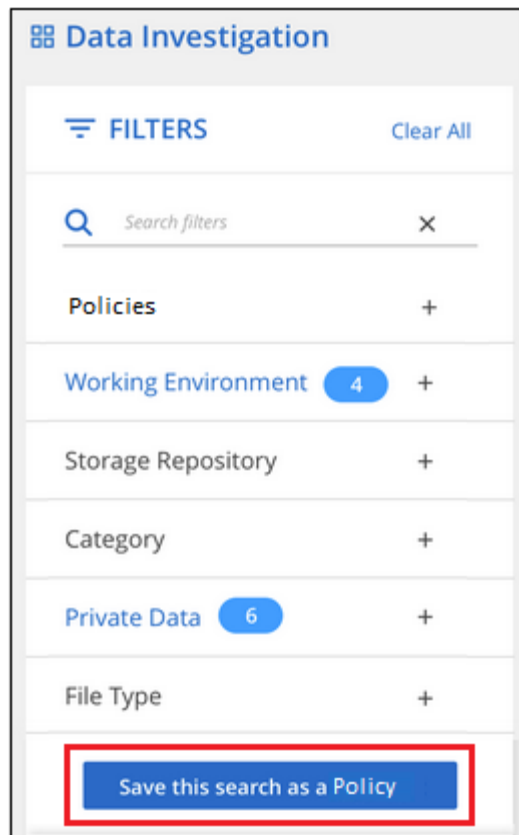 Data Investigation
FILTERS Clear All
Search filters ×
Policies +
Working Environment 4 +
Storage Repository +
Category +
Private Data 6 +
File Type +
Save this search as a Policy